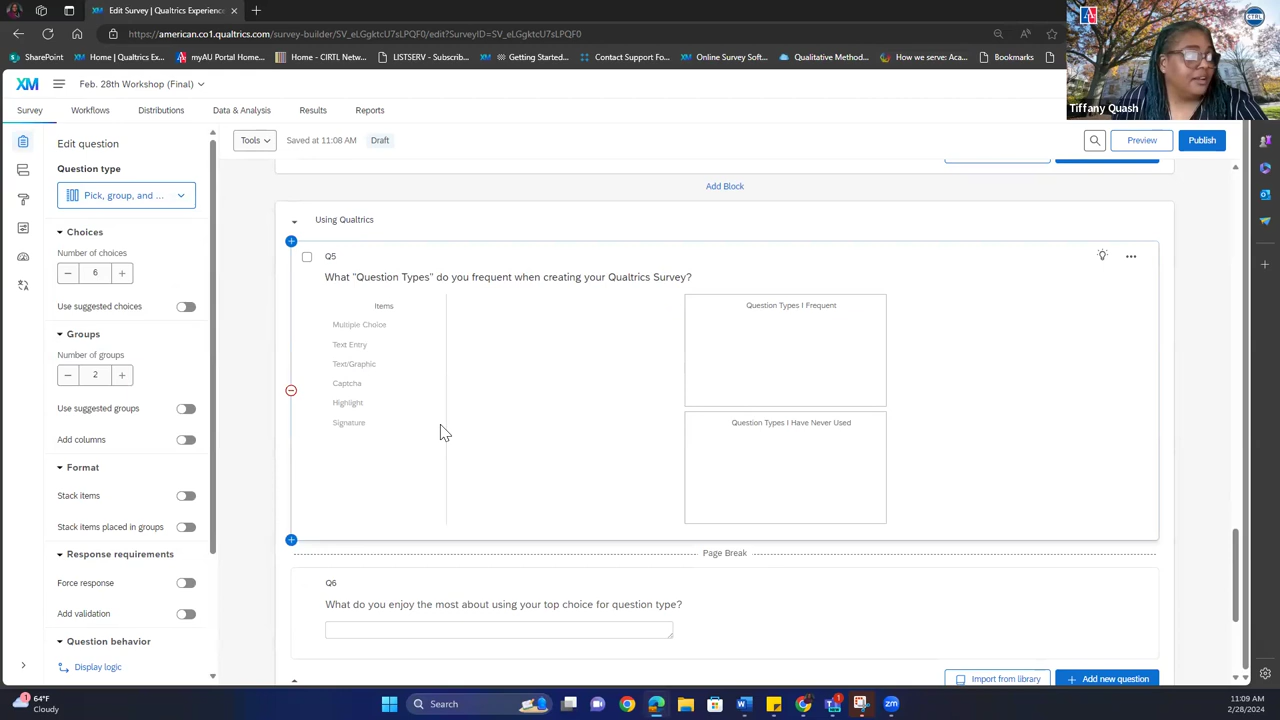 Edit Survey | Qualtrics Experience
https://american.co1.qualtrics.com/survey-builder/SV_eLGgktcU7sLPQF0/edit?SurveyID=SV_eLGgktcU7sLPQF0
SharePoint
Home | Qualtrics Ex...
myAU Portal Home...
Home - CIRTL Netw...
LISTSERV - Subscrib...
Getting Started...
Contact Support Fo...
Online Survey Soft...
Qualitative Method...
How we serve: Aca...
Bookmarks
CTRL
Tiffany Quash
XM
Feb. 28th Workshop (Final)
Survey
Workflows
Distributions
Data & Analysis
Results
Reports
Tools
Saved at 11:08 AM
Draft
Preview
Publish
Edit question
Question type
Pick, group, and ...
Choices
Number of choices
6
Use suggested choices
Groups
Number of groups
2
Use suggested groups
Add columns
Format
Stack items
Stack items placed in groups
Response requirements
Force response
Add validation
Question behavior
Display logic
Add Block
Using Qualtrics
Q5
What "Question Types" do you frequent when creating your Qualtrics Survey?
Items
Multiple Choice
Text Entry
Text/Graphic
Captcha
Highlight
Signature
Question Types I Frequent
Question Types I Have Never Used
Page Break
Q6
What do you enjoy the most about using your top choice for question type?
Import from library
Add new question
1
64°F
Cloudy
Search
11:09 AM
2/28/2024